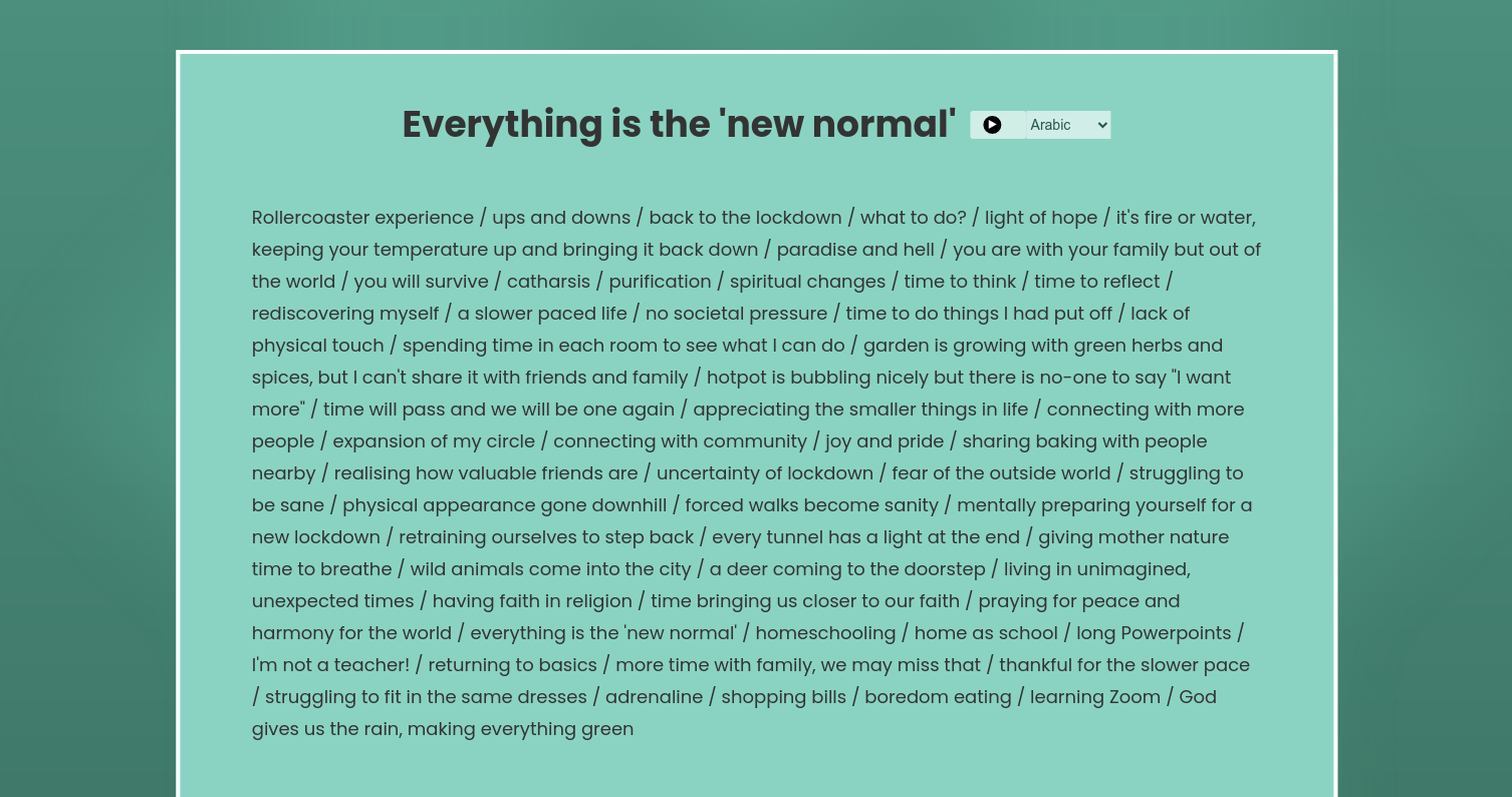 Everything is the 'new normal'
Arabic
Rollercoaster experience / ups and downs / back to the lockdown / what to do? / light of hope / it's fire or water,
keeping your temperature up and bringing it back down / paradise and hell / you are with your family but out of
the world / you will survive / catharsis / purification / spiritual changes / time to think / time to reflect /
rediscovering myself / a slower paced life / no societal pressure / time to do things I had put off / lack of
physical touch / spending time in each room to see what I can do / garden is growing with green herbs and
spices, but I can't share it with friends and family / hotpot is bubbling nicely but there is no-one to say "I want
more" / time will pass and we will be one again / appreciating the smaller things in life / connecting with more
people / expansion of my circle / connecting with community / joy and pride / sharing baking with people
nearby / realising how valuable friends are / uncertainty of lockdown / fear of the outside world / struggling to
be sane / physical appearance gone downhill / forced walks become sanity / mentally preparing yourself for a
new lockdown / retraining ourselves to step back / every tunnel has a light at the end / giving mother nature
time to breathe / wild animals come into the city / a deer coming to the doorstep / living in unimagined,
unexpected times / having faith in religion / time bringing us closer to our faith / praying for peace and
harmony for the world / everything is the 'new normal' / homeschooling / home as school / long Powerpoints /
I'm not a teacher! / returning to basics / more time with family, we may miss that / thankful for the slower pace
/ struggling to fit in the same dresses / adrenaline / shopping bills / boredom eating / learning Zoom / God
gives us the rain, making everything green